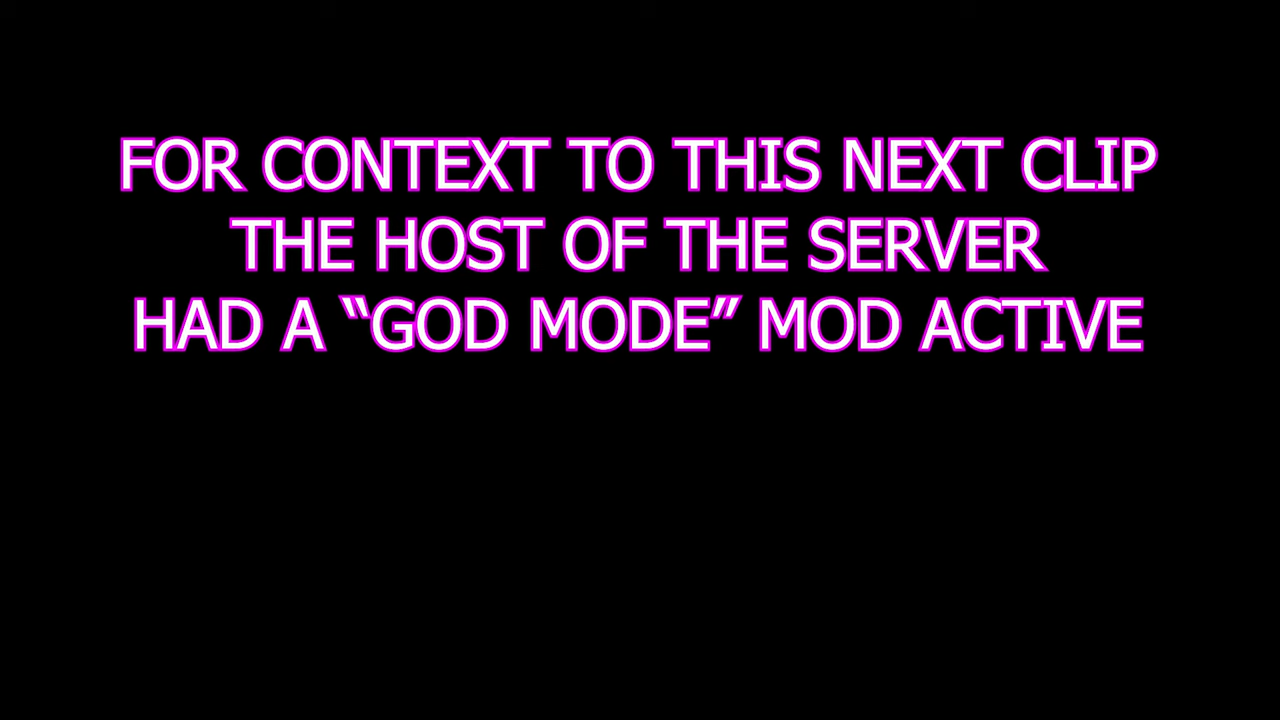 FOR CONTEXT TO THIS NEXT CLIP
THE HOST OF THE SERVER
HAD A “GOD MODE” MOD ACTIVE